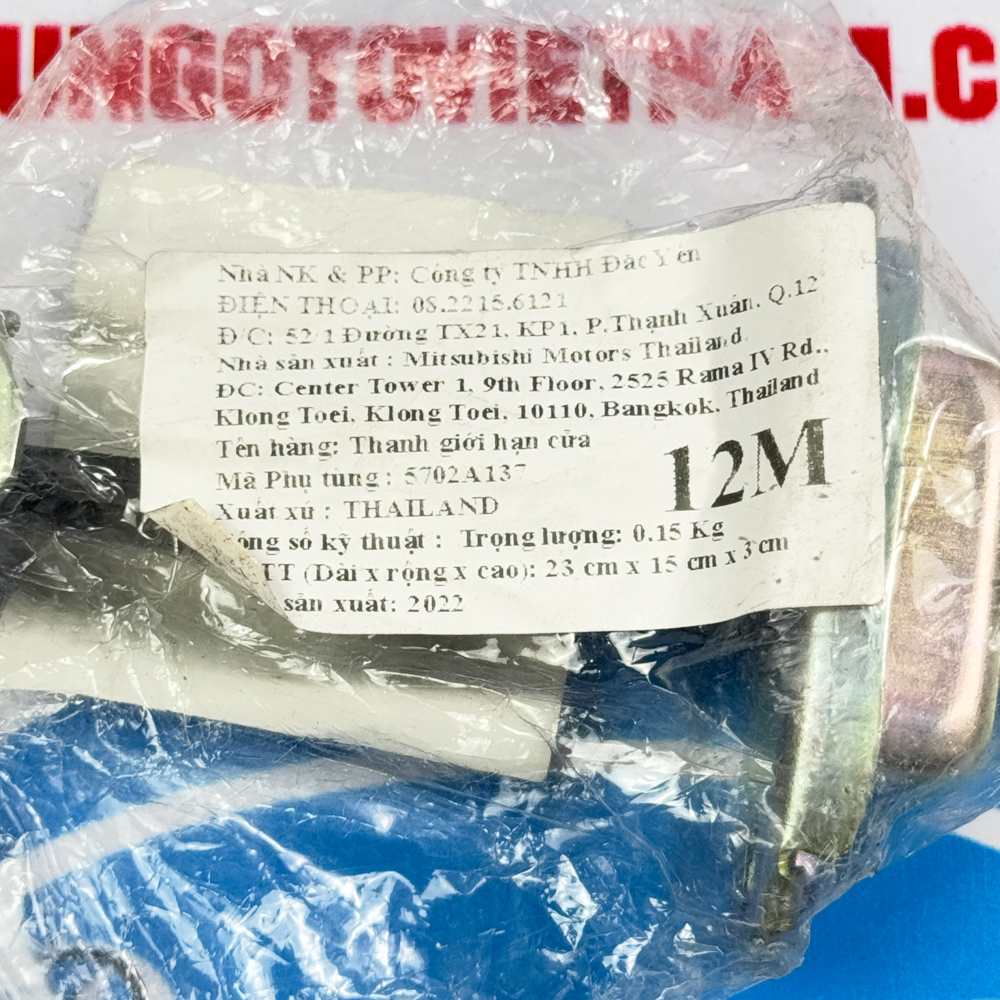 UNGOTOVIETNAM.C
Nhà NK & PP: Công ty TNHH Đăc Yên
ĐIỆN THOẠI: 08.2215.6121
Đ/C: 52/1 Đường TX21, KP1, P.Thạnh Xuân, Q.12
Nhà sản xuất : Mitsubishi Motors Thailand.
ĐC: Center Tower 1, 9th Floor, 2525 Rama IV Rd.,
Klong Toei, Klong Toei, 10110, Bangkok, Thailand
Tên hàng: Thanh giới hạn cửa
Mã Phụ tùng : 5702A137
12M
Xuất xứ : THAILAND
ông số kỹ thuật : Trọng lượng: 0.15 Kg
TT (Dài x rộng x cao): 23 cm x 15 cm x 3 cm
sản xuất: 2022